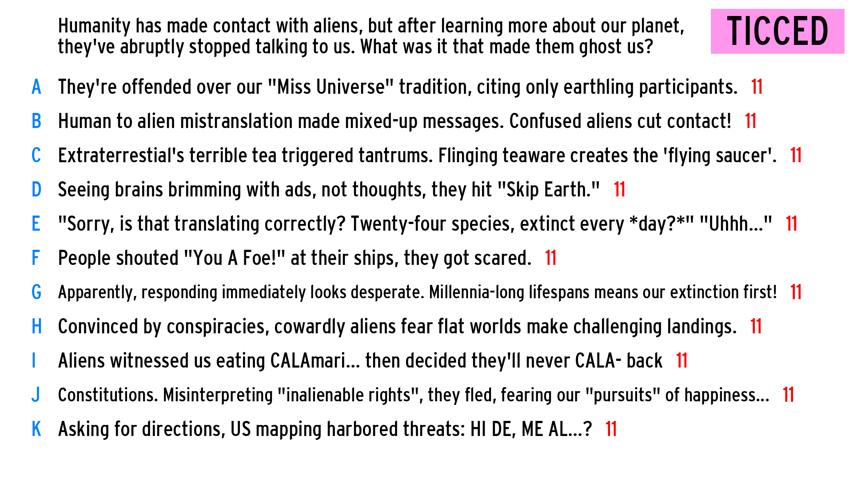 Humanity has made contact with aliens, but after learning more about our planet,
they've abruptly stopped talking to us. What was it that made them ghost us?
TICCED
A They're offended over our "Miss Universe" tradition, citing only earthling participants. 11
B Human to alien mistranslation made mixed-up messages. Confused aliens cut contact! 11
C Extraterrestial's terrible tea triggered tantrums. Flinging teaware creates the 'flying saucer'. 11
D Seeing brains brimming with ads, not thoughts, they hit "Skip Earth." 11
E "Sorry, is that translating correctly? Twenty-four species, extinct every *day?*" "Uhhh..." 11
F People shouted "You A Foe!" at their ships, they got scared. 11
G Apparently, responding immediately looks desperate. Millennia-long lifespans means our extinction first! 11
H Convinced by conspiracies, cowardly aliens fear flat worlds make challenging landings. 11
I Aliens witnessed us eating CALAmari... then decided they'll never CALA- back 11
J Constitutions. Misinterpreting "inalienable rights", they fled, fearing our "pursuits" of happiness... 11
K Asking for directions, US mapping harbored threats: HI DE, ME AL...? 11